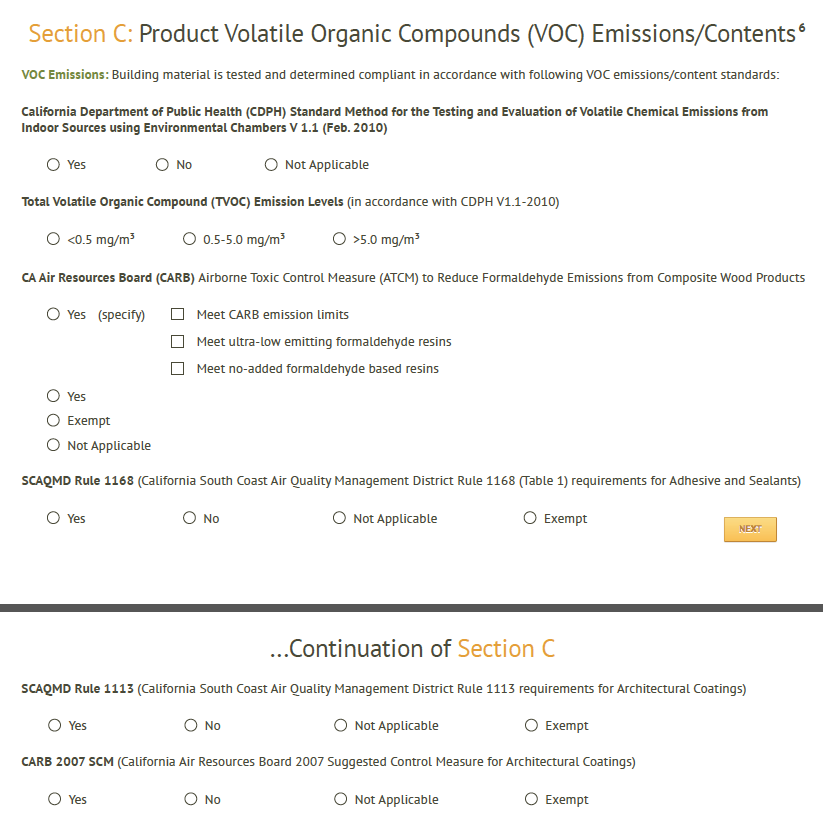 Section C: Product Volatile Organic Compounds (VOC) Emissions/Contents⁶
VOC Emissions: Building material is tested and determined compliant in accordance with following VOC emissions/content standards:
California Department of Public Health (CDPH) Standard Method for the Testing and Evaluation of Volatile Chemical Emissions from
Indoor Sources using Environmental Chambers V 1.1 (Feb. 2010)
Yes No Not Applicable
Total Volatile Organic Compound (TVOC) Emission Levels (in accordance with CDPH V1.1-2010)
<0.5 mg/m³ 0.5-5.0 mg/m³ >5.0 mg/m³
CA Air Resources Board (CARB) Airborne Toxic Control Measure (ATCM) to Reduce Formaldehyde Emissions from Composite Wood Products
Yes (specify) Meet CARB emission limits
Meet ultra-low emitting formaldehyde resins
Meet no-added formaldehyde based resins
Yes
Exempt
Not Applicable
SCAQMD Rule 1168 (California South Coast Air Quality Management District Rule 1168 (Table 1) requirements for Adhesive and Sealants)
Yes No Not Applicable Exempt
NEXT
...Continuation of Section C
SCAQMD Rule 1113 (California South Coast Air Quality Management District Rule 1113 requirements for Architectural Coatings)
Yes No Not Applicable Exempt
CARB 2007 SCM (California Air Resources Board 2007 Suggested Control Measure for Architectural Coatings)
Yes No Not Applicable Exempt